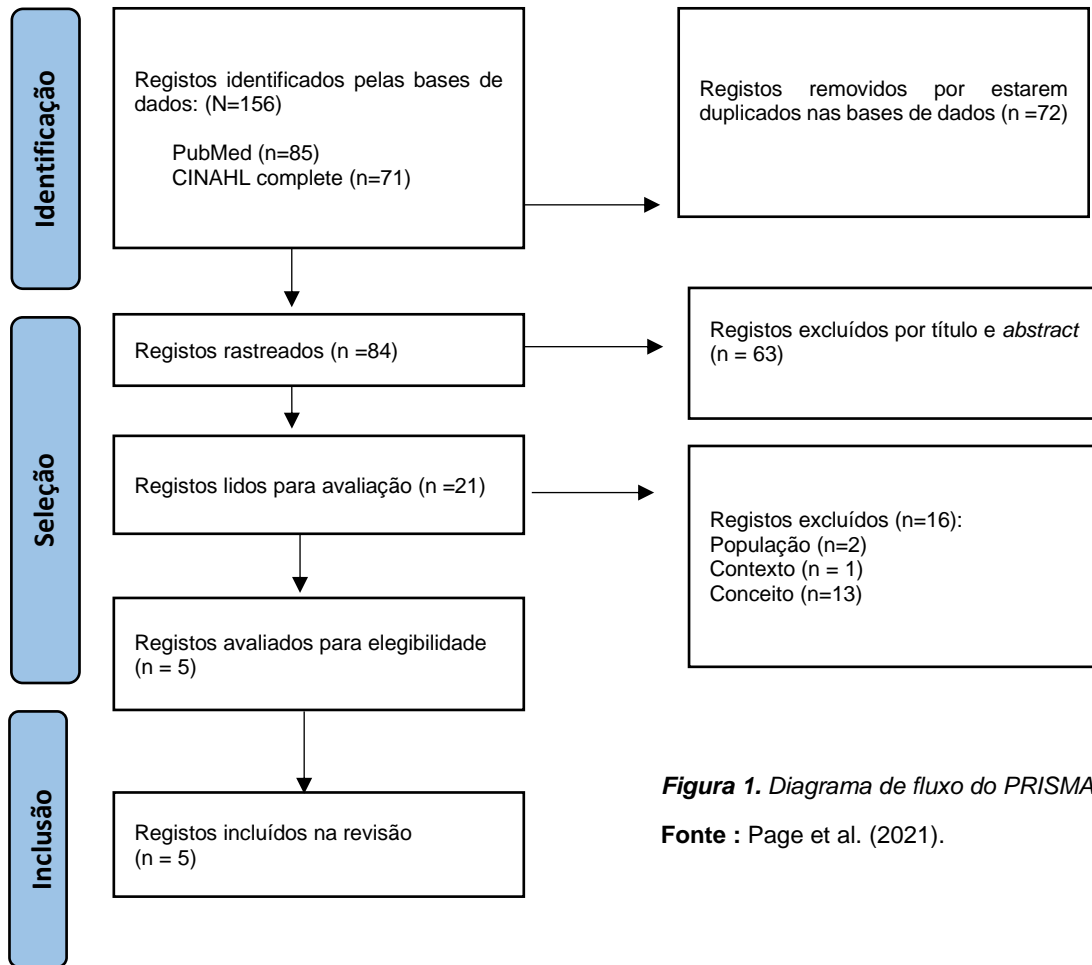 Identificação
Registos identificados pelas bases de
dados: (N=156)
PubMed (n=85)
CINAHL complete (n=71)
Registos removidos por estarem
duplicados nas bases de dados (n =72)
Seleção
Registos rastreados (n =84)
Registos excluídos por título e abstract
(n = 63)
Registos lidos para avaliação (n =21)
Registos excluídos (n=16):
População (n=2)
Contexto (n = 1)
Conceito (n=13)
Registos avaliados para elegibilidade
(n = 5)
Inclusão
Registos incluídos na revisão
(n = 5)
Figura 1. Diagrama de fluxo do PRISMA
Fonte : Page et al. (2021).